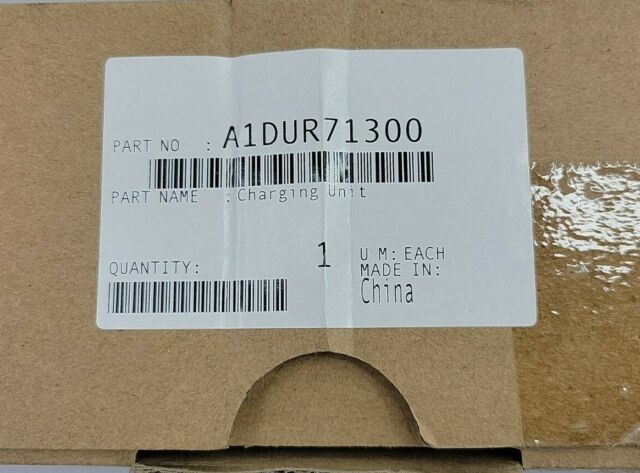 PART NO : A1DUR71300
PART NAME : Charging Unit
QUANTITY: 1 U M: EACH
MADE IN:
China